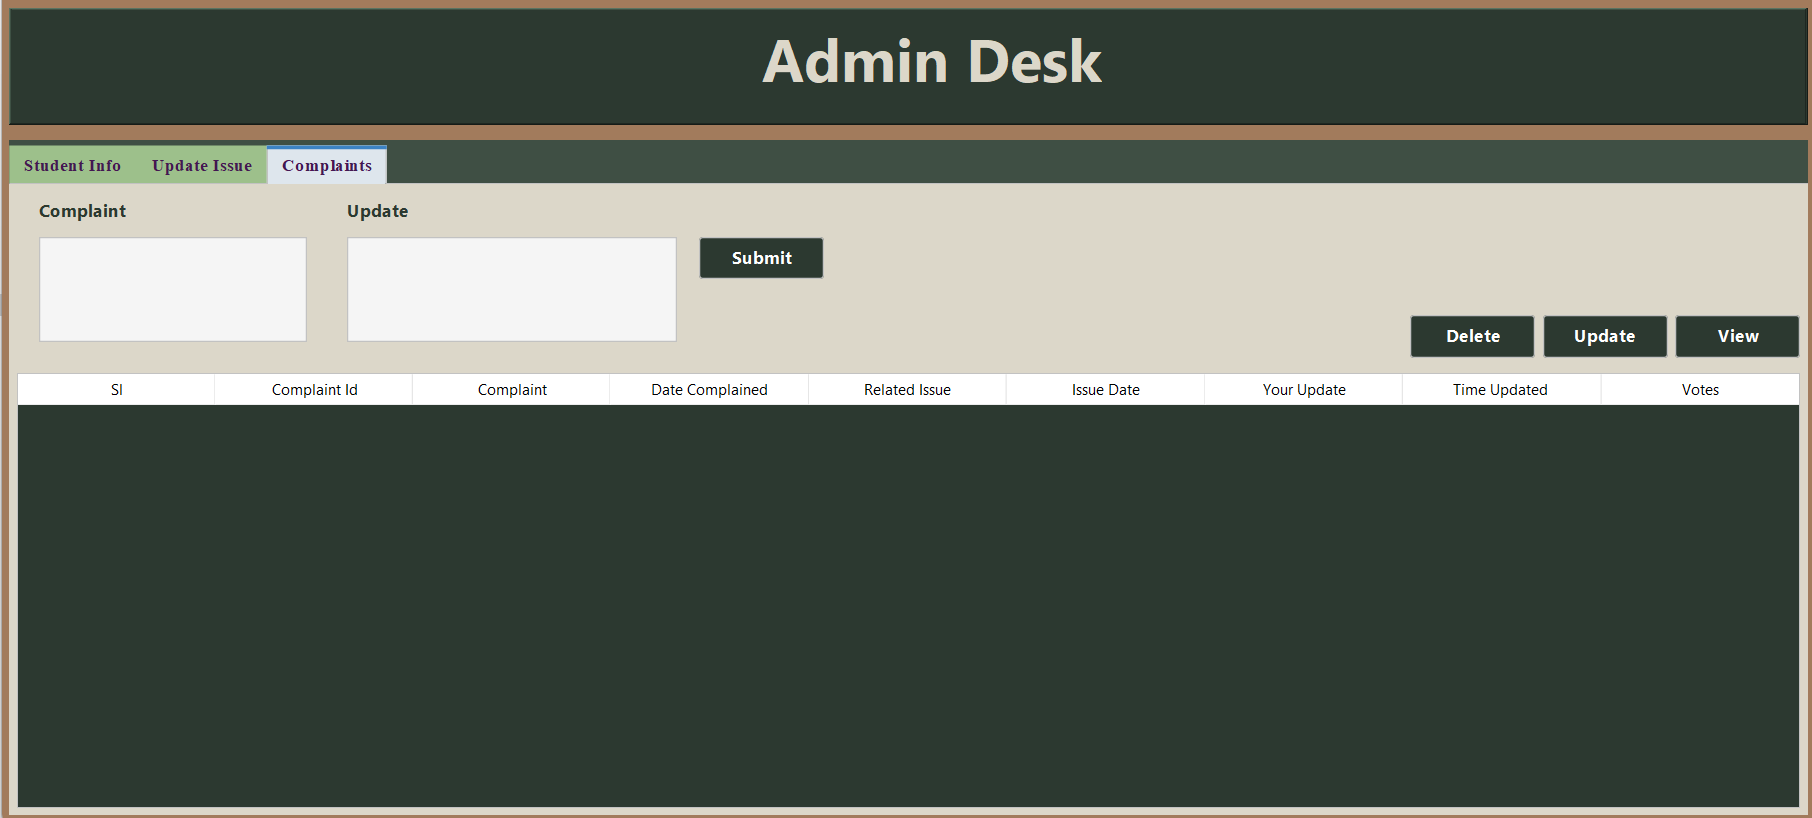 Admin Desk
Student Info Update Issue Complaints
Complaint Update
Submit
Delete Update View
Sl Complaint Id Complaint Date Complained Related Issue Issue Date Your Update Time Updated Votes